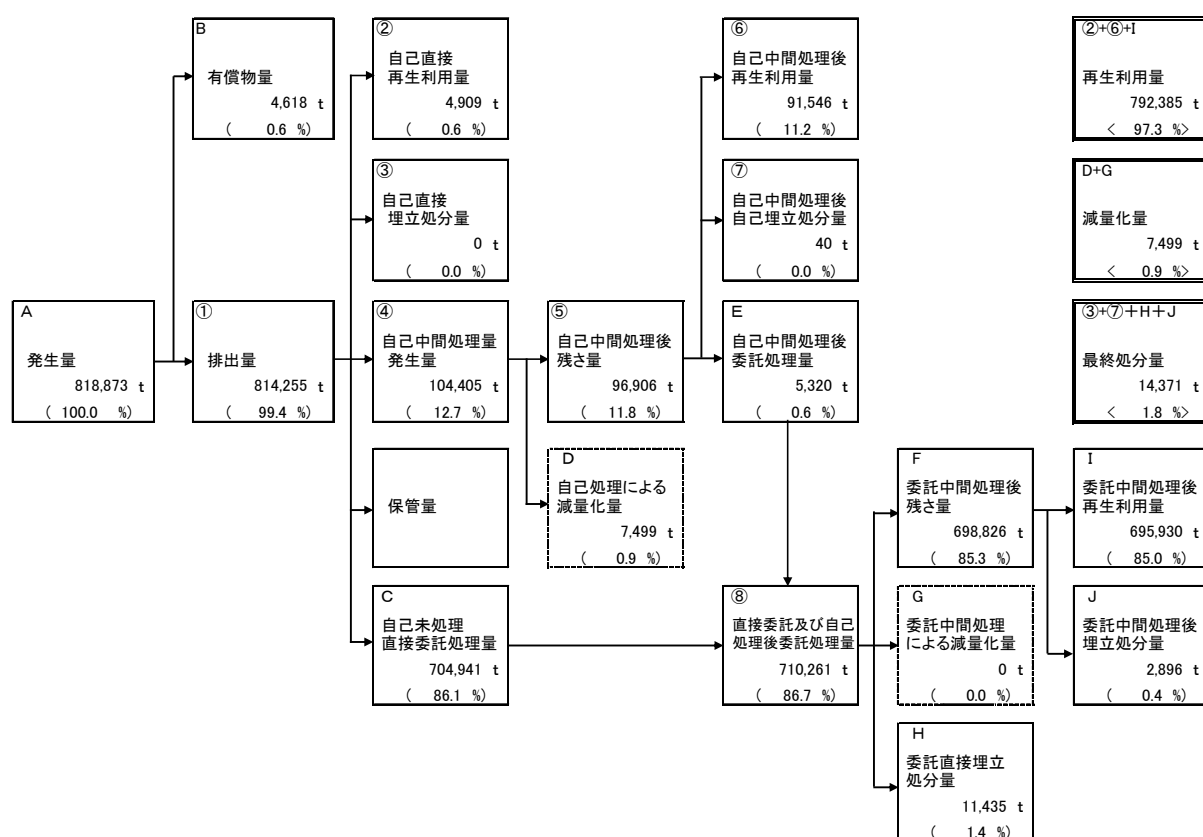 B
有償物量
4,618 t
( 0.6 %)
②
自己直接
再生利用量
4,909 t
( 0.6 %)
⑥
自己中間処理後
再生利用量
91,546 t
( 11.2 %)
②+⑥+I
再生利用量
792,385 t
< 97.3 %>
③
自己直接
埋立処分量
0 t
( 0.0 %)
⑦
自己中間処理後
自己埋立処分量
40 t
( 0.0 %)
D+G
減量化量
7,499 t
< 0.9 %>
A
発生量
818,873 t
( 100.0 %)
①
排出量
814,255 t
( 99.4 %)
④
自己中間処理量
発生量
104,405 t
( 12.7 %)
⑤
自己中間処理後
残さ量
96,906 t
( 11.8 %)
E
自己中間処理後
委託処理量
5,320 t
( 0.6 %)
③+⑦+H+J
最終処分量
14,371 t
< 1.8 %>
保管量
D
自己処理による
減量化量
7,499 t
( 0.9 %)
F
委託中間処理後
残さ量
698,826 t
( 85.3 %)
I
委託中間処理後
再生利用量
695,930 t
( 85.0 %)
C
自己未処理
直接委託処理量
704,941 t
( 86.1 %)
⑧
直接委託及び自己
処理後委託処理量
710,261 t
( 86.7 %)
G
委託中間処理
による減量化量
0 t
( 0.0 %)
J
委託中間処理後
埋立処分量
2,896 t
( 0.4 %)
H
委託直接埋立
処分量
11,435 t
( 1.4 %)